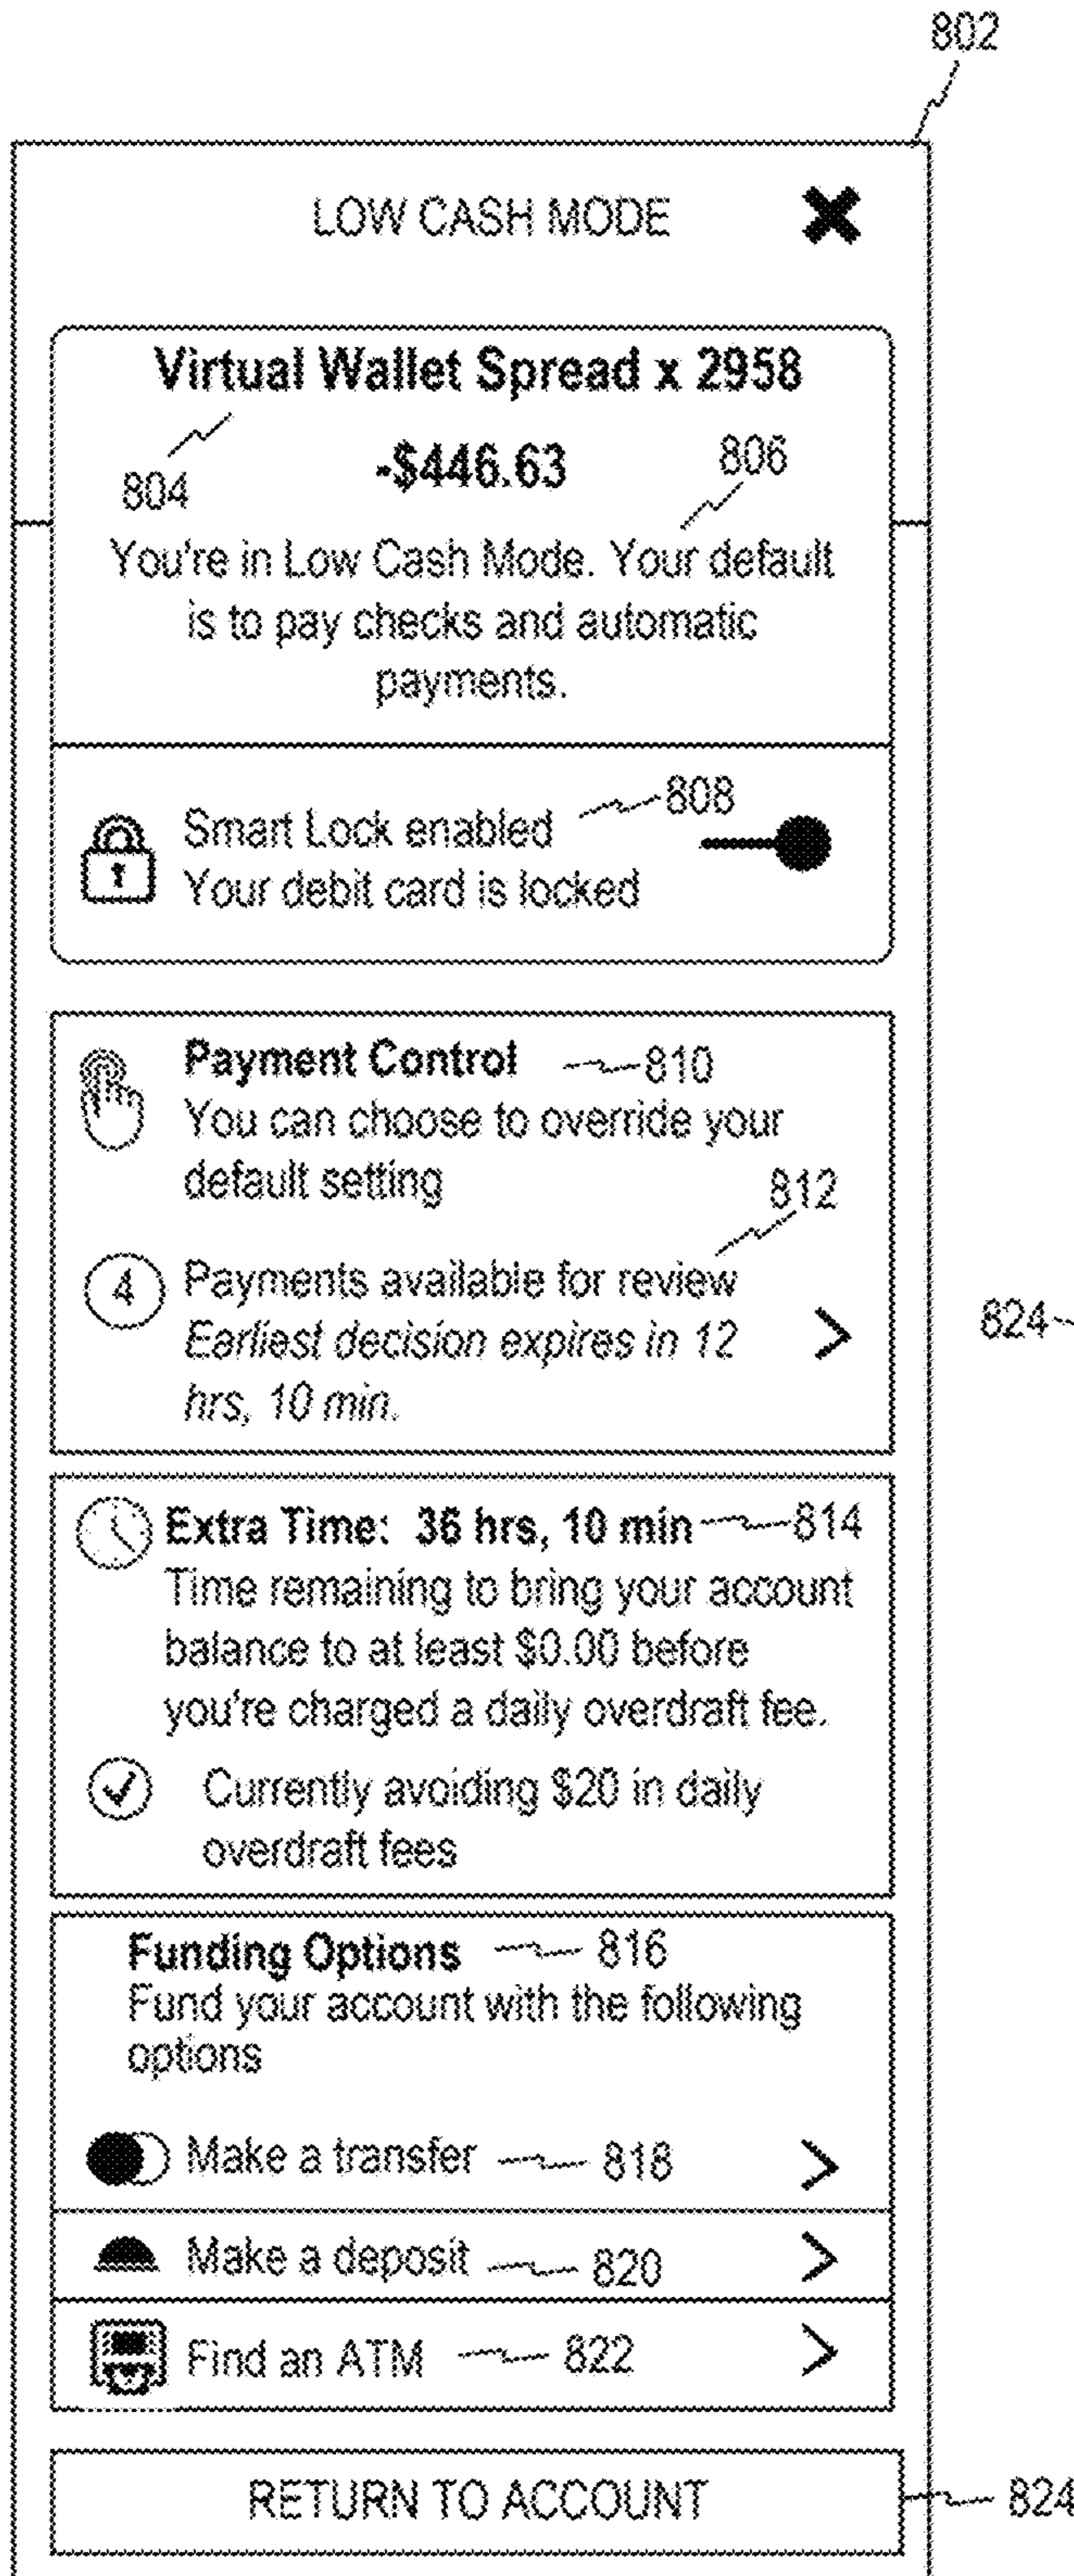 802
LOW CASH MODE
Virtual Wallet Spread x 2958
804
-$446.63
806
You're in Low Cash Mode. Your default
is to pay checks and automatic
payments.
Smart Lock enabled
808
Your debit card is locked
Payment Control
810
You can choose to override your
default setting
812
4
Payments available for review
Earliest decision expires in 12
hrs, 10 min.
824
Extra Time: 36 hrs, 10 min
814
Time remaining to bring your account
balance to at least $0.00 before
you're charged a daily overdraft fee.
Currently avoiding $20 in daily
overdraft fees
Funding Options
816
Fund your account with the following
options
Make a transfer
818
Make a deposit
820
Find an ATM
822
RETURN TO ACCOUNT
824